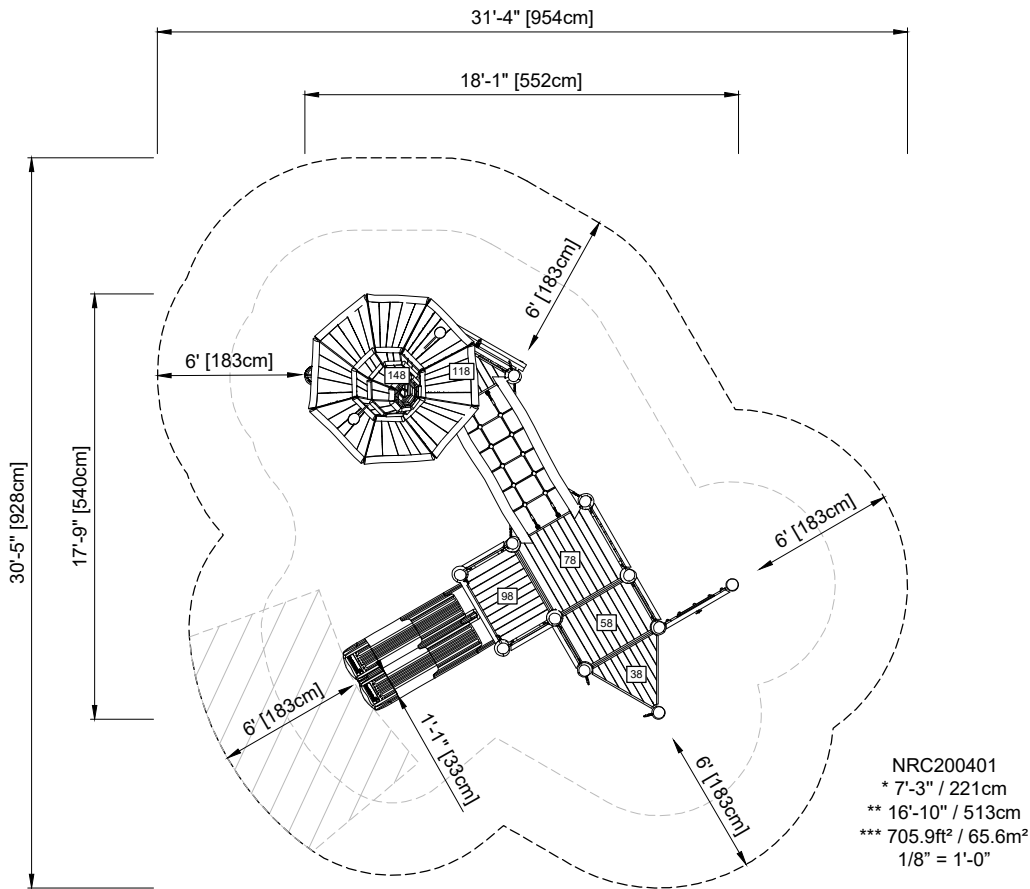 31'-4" [954cm]
18'-1" [552cm]
6' [183cm]
6' [183cm]
148
118
30'-5" [928cm]
17'-9" [540cm]
6' [183cm]
78
98
58
38
6' [183cm]
1'-1" [33cm]
6' [183cm]
NRC200401
* 7'-3" / 221cm
** 16'-10" / 513cm
*** 705.9ft² / 65.6m²
1/8” = 1'-0”